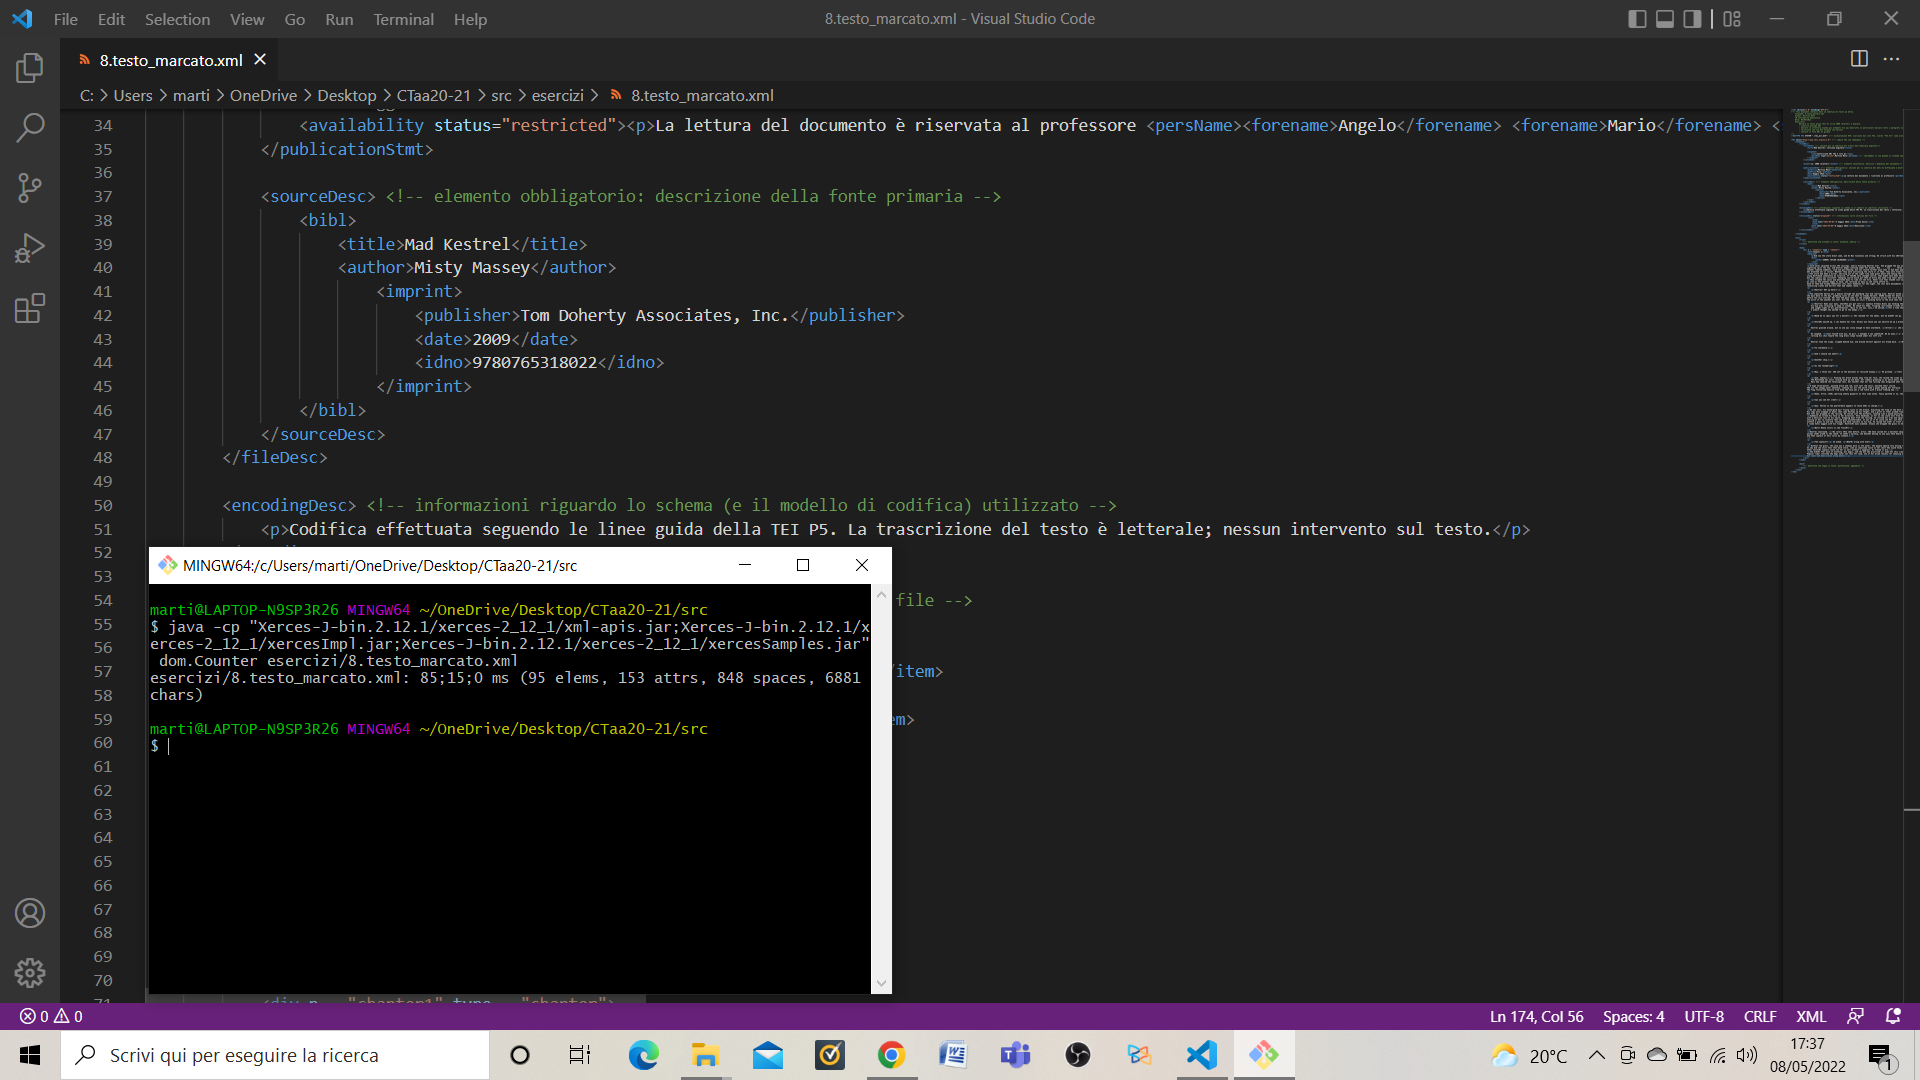 File Edit Selection View Go Run Terminal Help
8.testo_marcato.xml - Visual Studio Code
8.testo_marcato.xml
C: > Users > marti > OneDrive > Desktop > CTaa20-21 > src > esercizi > 8.testo_marcato.xml
34 <availability status="restricted"><p>La lettura del documento è riservata al professore <persName><forename>Angelo</forename> <forename>Mario</forename> <
35 </publicationStmt>
36
37 <sourceDesc> <!-- elemento obbligatorio: descrizione della fonte primaria -->
38 <bibl>
39 <title>Mad Kestrel</title>
40 <author>Misty Massey</author>
41 <imprint>
42 <publisher>Tom Doherty Associates, Inc.</publisher>
43 <date>2009</date>
44 <idno>9780765318022</idno>
45 </imprint>
46 </bibl>
47 </sourceDesc>
48 </fileDesc>
49
50 <encodingDesc> <!-- informazioni riguardo lo schema (e il modello di codifica) utilizzato -->
51 <p>Codifica effettuata seguendo le linee guida della TEI P5. La trascrizione del testo è letterale; nessun intervento sul testo.</p>
52
53
54 file -->
55
56
57 /item>
58
59 em>
60
61
62
63
64
65
66
67
68
69
70
71 <div n = "chapter1" type = "chapter">
MINGW64:/c/Users/marti/OneDrive/Desktop/CTaa20-21/src
marti@LAPTOP-N9SP3R26 MINGW64 ~/OneDrive/Desktop/CTaa20-21/src
$ java -cp "Xerces-J-bin.2.12.1/xerces-2_12_1/xml-apis.jar;Xerces-J-bin.2.12.1/x
erces-2_12_1/xercesImpl.jar;Xerces-J-bin.2.12.1/xerces-2_12_1/xercesSamples.jar"
dom.Counter esercizi/8.testo_marcato.xml
esercizi/8.testo_marcato.xml: 85;15;0 ms (95 elems, 153 attrs, 848 spaces, 6881
chars)
marti@LAPTOP-N9SP3R26 MINGW64 ~/OneDrive/Desktop/CTaa20-21/src
$
0 0
Ln 174, Col 56 Spaces: 4 UTF-8 CRLF XML
Scrivi qui per eseguire la ricerca
20°C
17:37
08/05/2022
1